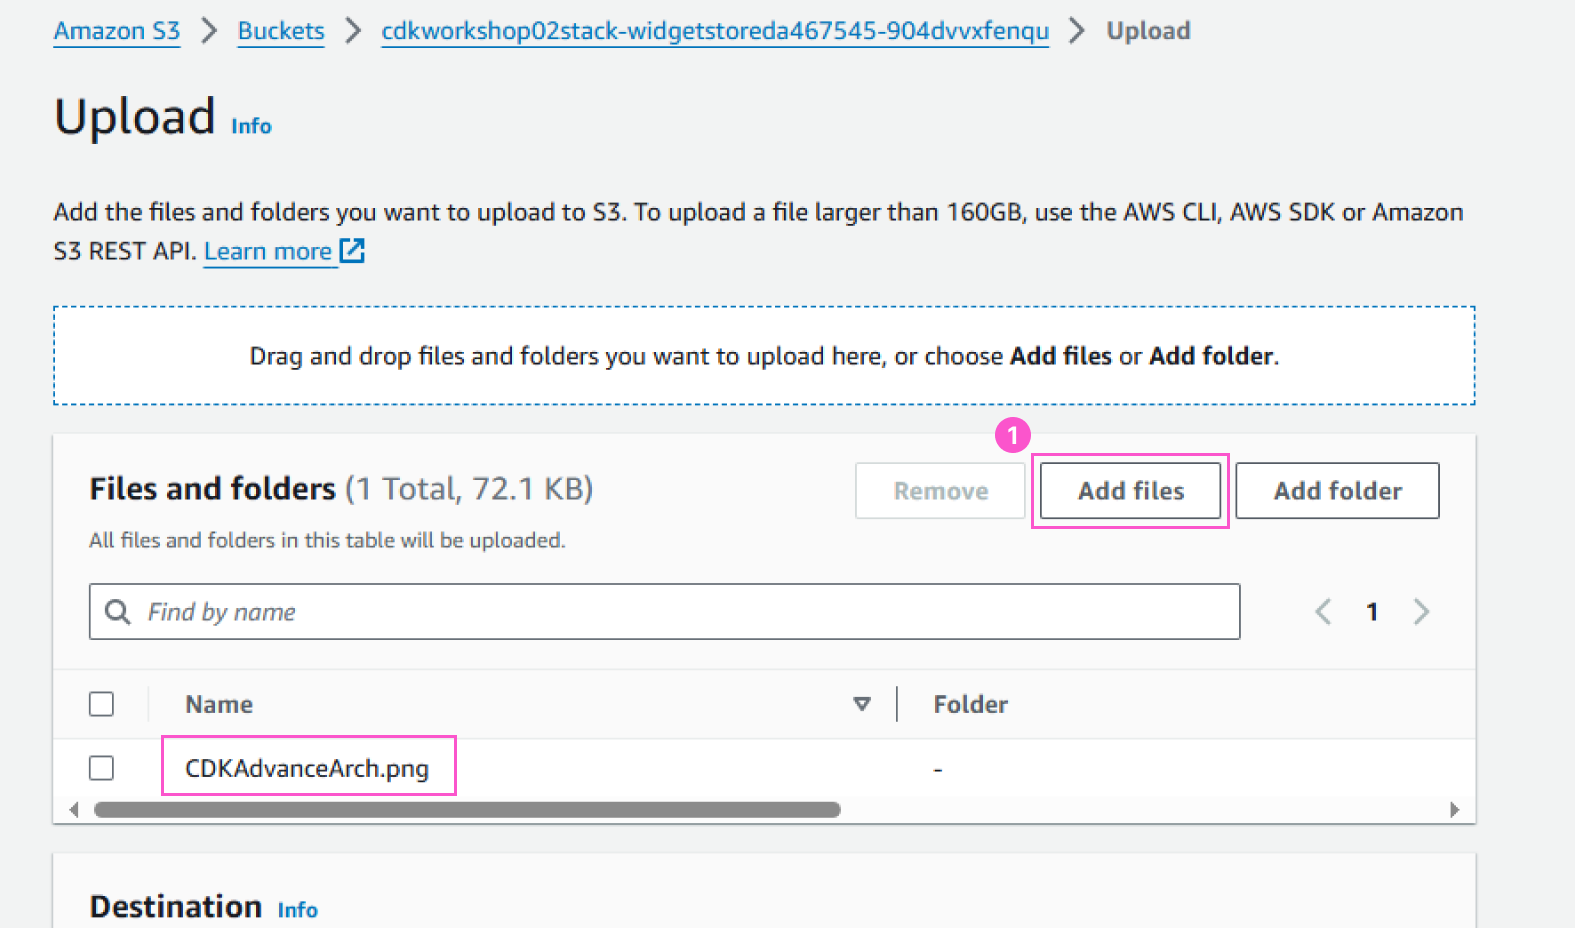 Amazon S3 > Buckets > cdkworkshop02stack-widgetstoreda467545-904dvvxfenqu > Upload
Upload Info
Add the files and folders you want to upload to S3. To upload a file larger than 160GB, use the AWS CLI, AWS SDK or Amazon
S3 REST API. Learn more
Drag and drop files and folders you want to upload here, or choose Add files or Add folder.
1
Files and folders (1 Total, 72.1 KB)
Remove Add files Add folder
All files and folders in this table will be uploaded.
Find by name
1
Name Folder
CDKAdvanceArch.png -
Destination Info